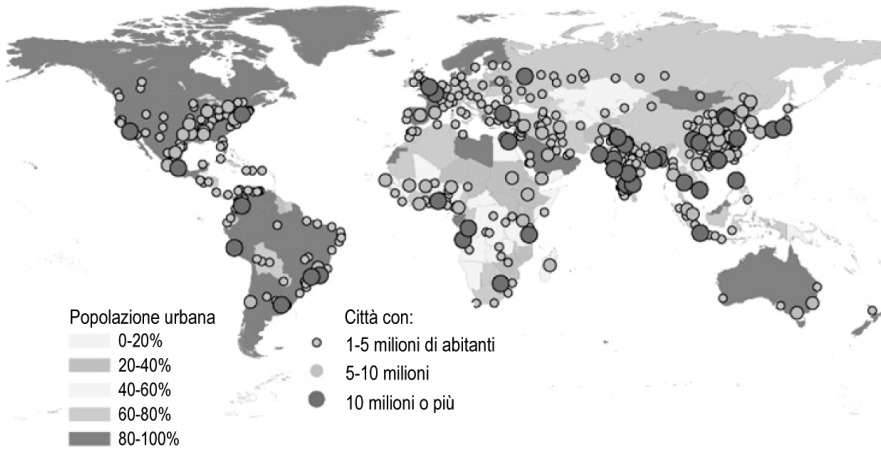 Popolazione urbana
0-20%
20-40%
40-60%
60-80%
80-100%
Città con:
1-5 milioni di abitanti
5-10 milioni
10 milioni o più